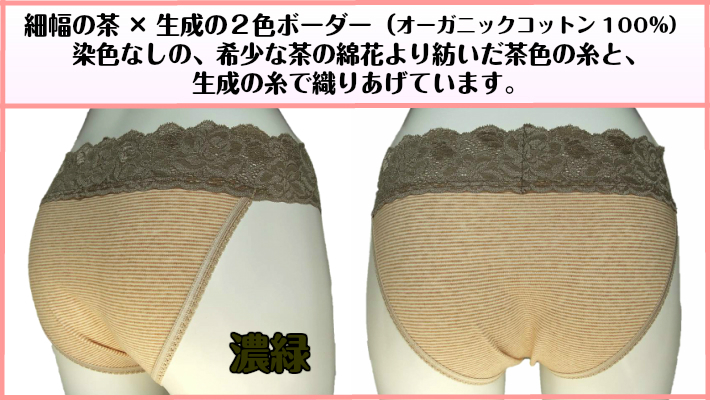 細幅の茶×生成の２色ボーダー（オーガニックコットン100％）
染色なしの、希少な茶の綿花より紡いだ茶色の糸と、
生成の糸で織りあげています。
濃緑